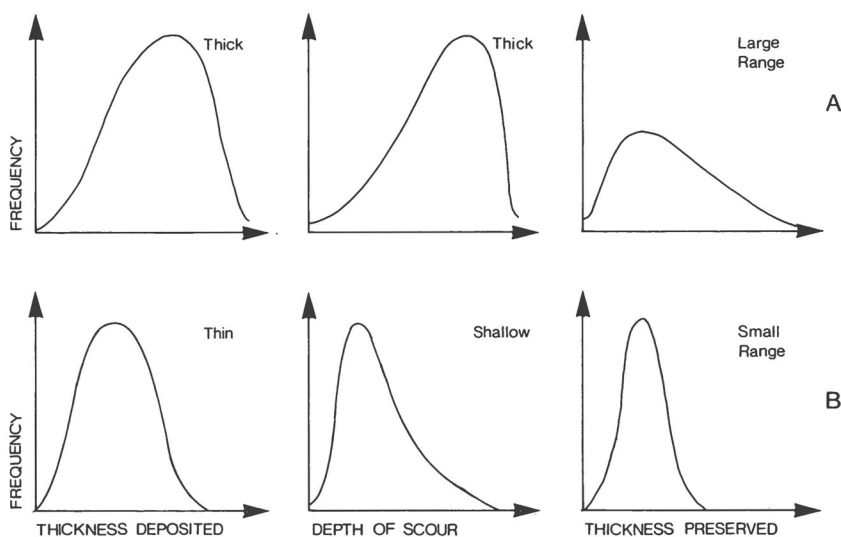 Thick
Thick
Large
Range
A
FREQUENCY
Thin
Shallow
Small
Range
B
FREQUENCY
THICKNESS DEPOSITED
DEPTH OF SCOUR
THICKNESS PRESERVED